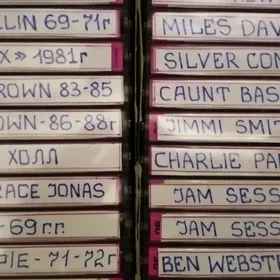 LLIN 69-71г
Х» 1981г
ROWN 83-85
OWN-86-88г
ХОЛЛ
RACE JONAS
-69 г.г.
PIE-71-72г
MILES DAV
SILVER CON
CAUNT BAS
JIMMI SMIT
CHARLIE PA
JAM SESS
JAM SESS
BEN WEBST